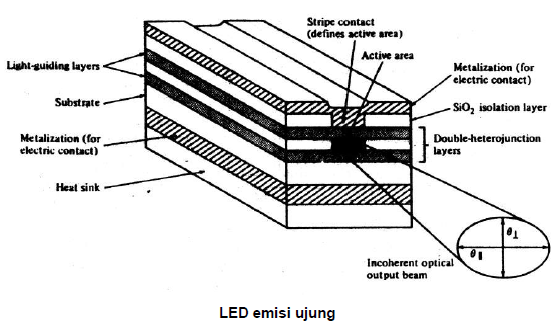 Stripe contact
(defines active area)
Active area
Light-guiding layers
Metalization (for
electric contact)
Substrate
SiO2 isolation layer
Metalization (for
electric contact)
Double-heterojunction
layers
Heat sink
θ⊥
θ∥
Incoherent optical
output beam
LED emisi ujung